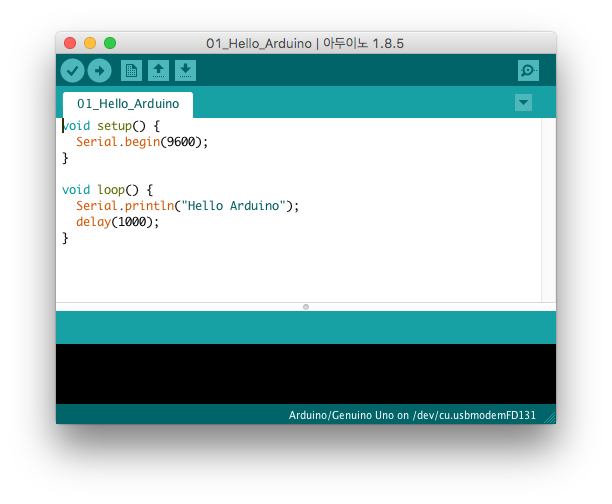 01_Hello_Arduino | 아두이노 1.8.5
01_Hello_Arduino
void setup() {
  Serial.begin(9600);
}

void loop() {
  Serial.println("Hello Arduino");
  delay(1000);
}
Arduino/Genuino Uno on /dev/cu.usbmodemFD131